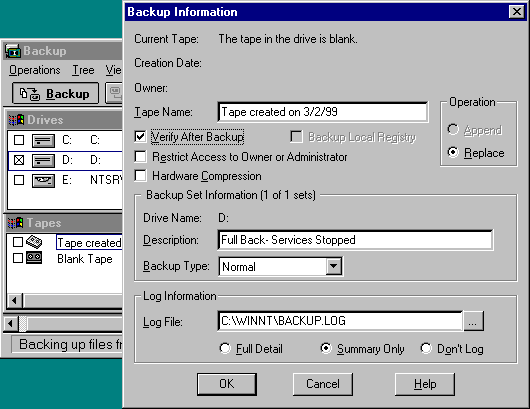 Backup
Operations Tree
Backup
Drives
C: C:
D: D:
E:
Tapes
Tape created
Blank Tape
Backing up files
Backup Information
Current Tape: The tape in the drive is blank.
Creation Date:
Owner:
Tape Name: Tape created on 3/2/99
Operation
Append
Replace
Verify After Backup
Backup Local Registry
Restrict Access to Owner or Administrator
Hardware Compression
Backup Set Information (1 of 1 sets)
Drive Name: D:
Description: Full Back- Services Stopped
Backup Type: Normal
Log Information
Log File: C:\WINNT\BACKUP.LOG ...
Full Detail
Summary Only
Don't Log
OK
Cancel
Help